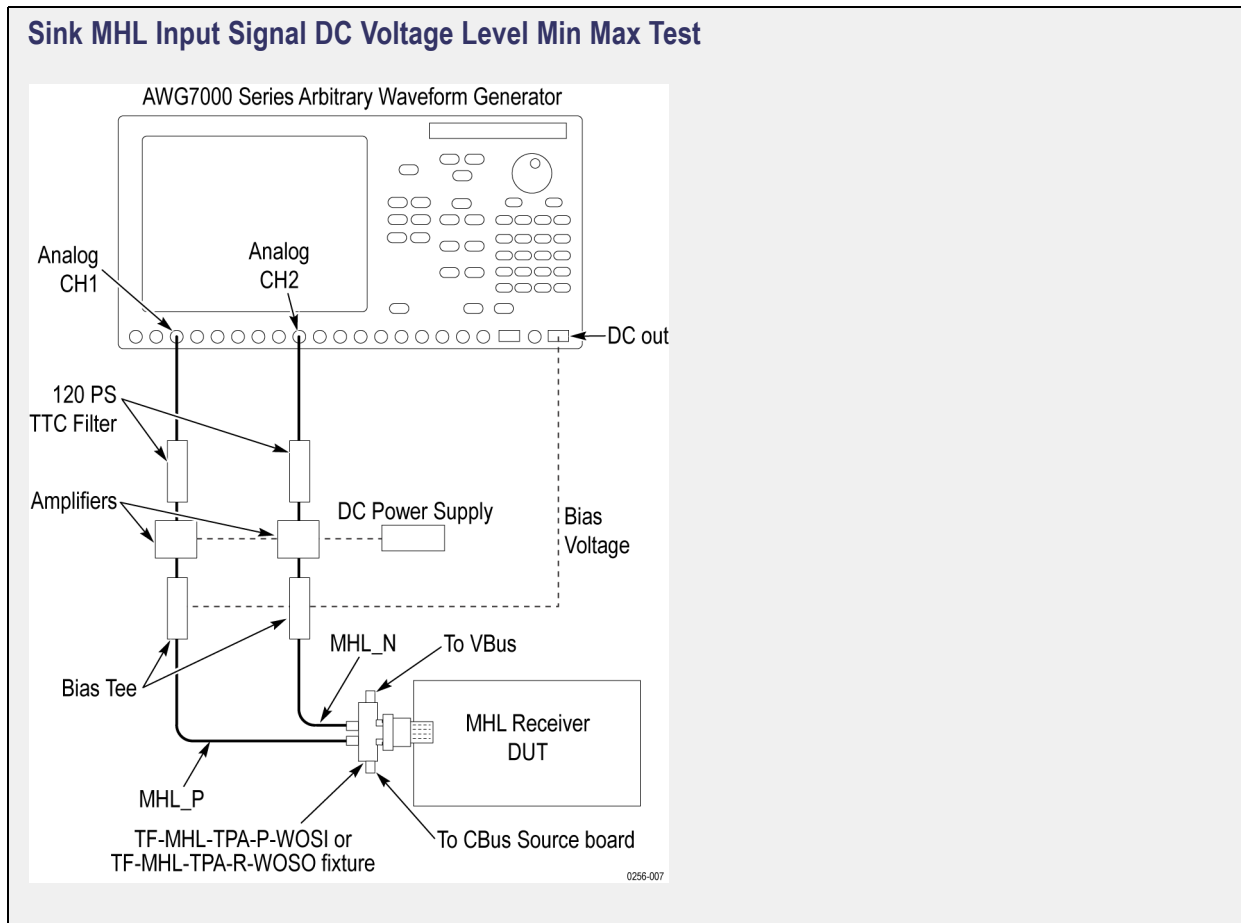 Sink MHL Input Signal DC Voltage Level Min Max Test
AWG7000 Series Arbitrary Waveform Generator
Analog
CH1
Analog
CH2
DC out
120 PS
TTC Filter
Amplifiers
DC Power Supply
Bias
Voltage
MHL_N
To VBus
Bias Tee
MHL Receiver
DUT
MHL_P
TF-MHL-TPA-P-WOSI or
TF-MHL-TPA-R-WOSO fixture
To CBus Source board
0256-007